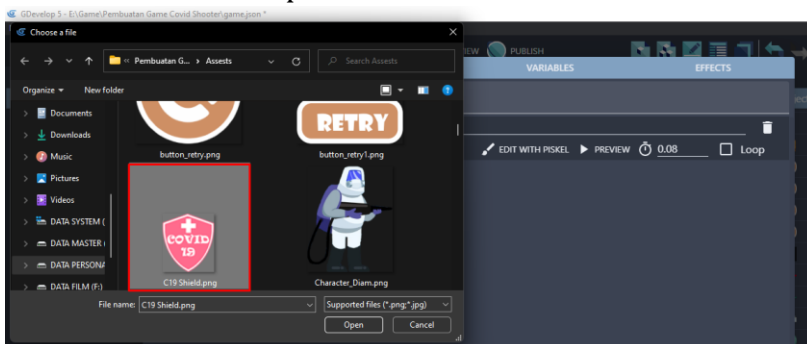 GDevelop 5 - E:\Game\Pembuatan Game Covid Shooter\game.json *
Choose a file
PUBLISH
VARIABLES
EFFECTS
« Pembuatan G... > Assests
Search Assests
Organize
New folder
Documents
Downloads
Music
Pictures
Videos
DATA SYSTEM (
DATA MASTER (
DATA PERSONA
DATA FILM (F:)
RETRY
button_retry.png
button_retry1.png
COVID
19
C19 Shield.png
Character_Diam.png
EDIT WITH PISKEL
PREVIEW
0.08
Loop
File name:
C19 Shield.png
Supported files (*.png;*.jpg)
Open
Cancel